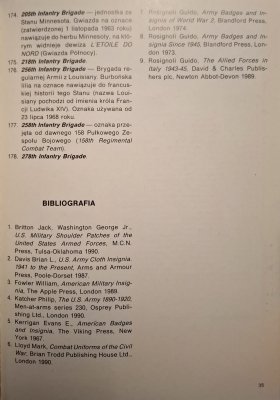 174. 205th Infantry Brigade — jednostka ze
Stanu Minnesota. Gwiazda na oznace
(zatwierdzonej 1 listopada 1963 roku)
nawiązuje do herbu Minnesoty, na któ-
rym widnieje dewiza L'ETOILE DO
NORD (Gwiazda Północy).
175. 218th Infantry Brigade.
176. 256th Infantry Brigade — Brygada re-
gularnej Armii z Louisiany. Burbońska
lilia na oznace nawiązuje do francus-
kiej historii tego Stanu (nazwa Loui-
siany pochodzi od imienia króla Fran-
cji Ludwika XIV). Oznaka używana od
23 lipca 1968 roku.
177. 258th Infantry Brigade — oznaka prze-
jęta od dawnego 158 Pułkowego Ze-
społu Bojowego (158th Regimental
Combat Team).
178. 278th Infantry Brigade.
BIBLIOGRAFIA
1. Britton Jack, Washington George Jr.,
U.S. Military Shoulder Patches of the
United States Armed Forces, M.C.N.
Press, Tulsa-Oklahoma 1990.
2. Davis Brian L., U.S. Army Cloth Insignia.
1941 to the Present, Arms and Armour
Press, Poole-Dorset 1987.
3. Fowler William, American Military Insig-
nia, The Apple Press, London 1989.
4. Katcher Philip, The U.S. Army 1890-1920,
Men-at-arms series 230, Osprey Publi-
shing Ltd., London 1990.
5. Kerrigan Evans E., American Badges
and Insignia, The Viking Press, New
York 1967.
6. Lloyd Mark, Combat Uniforms of the Civil
War, Brian Trodd Publishing House Ltd.,
London 1990.
7. Rosignoli Guido, Army Badges and Insig-
nia of World War 2, Blandford Press,
London 1974.
8. Rosignoli Guido, Army Badges and In-
signia Since 1945, Blandford Press, Lon-
don 1973.
9. Rosignoli Guido, The Allied Forces in
Italy 1943-45, David & Charles Publis-
hers plc, Newton Abbot-Devon 1989.
35